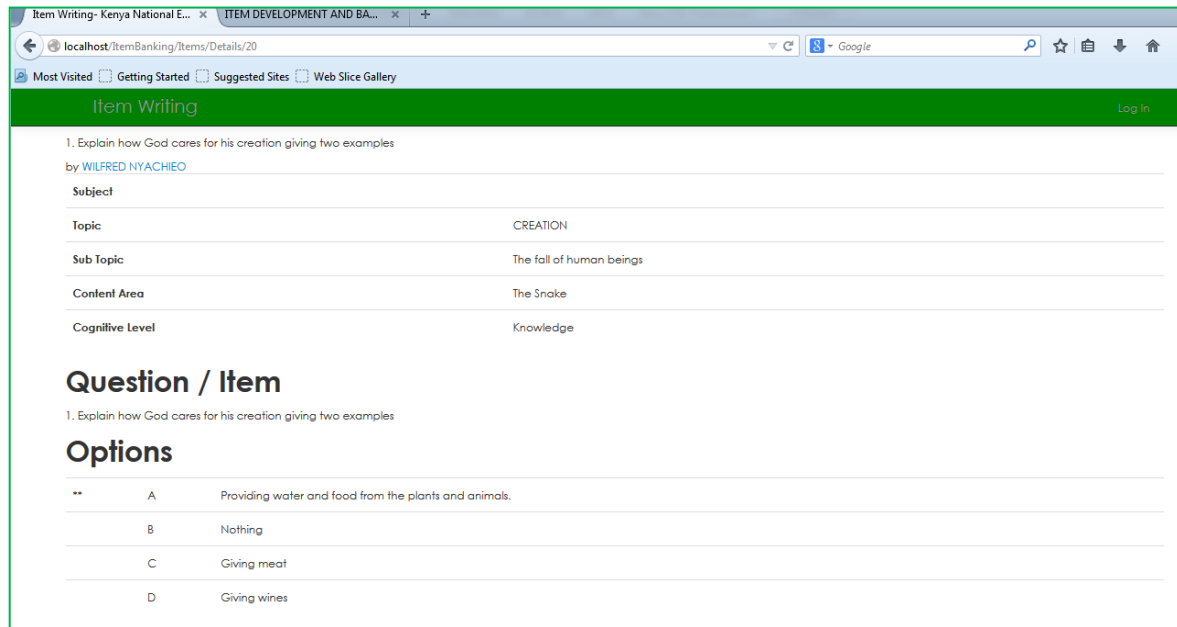 Item Writing- Kenya National E... × ITEM DEVELOPMENT AND BA... × +
localhost/ItemBanking/Items/Details/20 8 Google
Most Visited Getting Started Suggested Sites Web Slice Gallery
Item Writing Log In
1. Explain how God cares for his creation giving two examples
by WILFRED NYACHIEO
Subject
Topic CREATION
Sub Topic The fall of human beings
Content Area The Snake
Cognitive Level Knowledge
Question / Item
1. Explain how God cares for his creation giving two examples
Options
** A Providing water and food from the plants and animals.
B Nothing
C Giving meat
D Giving wines